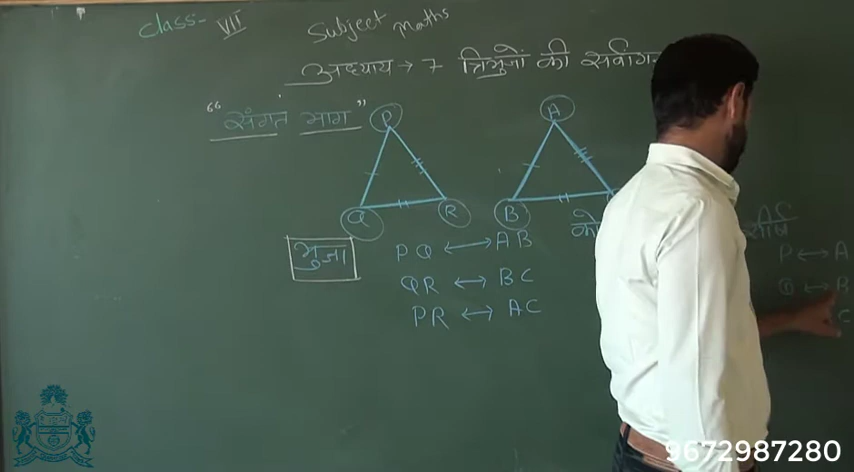 class- VII Subject maths
अध्याय → 7 त्रिभुजों की सर्वांग
"संगत भाग"
P A
Q R B
भुजा PQ ↔ AB को शीर्ष
P ↔ A
QR ↔ BC Q ↔ B
PR ↔ AC C
9672987280